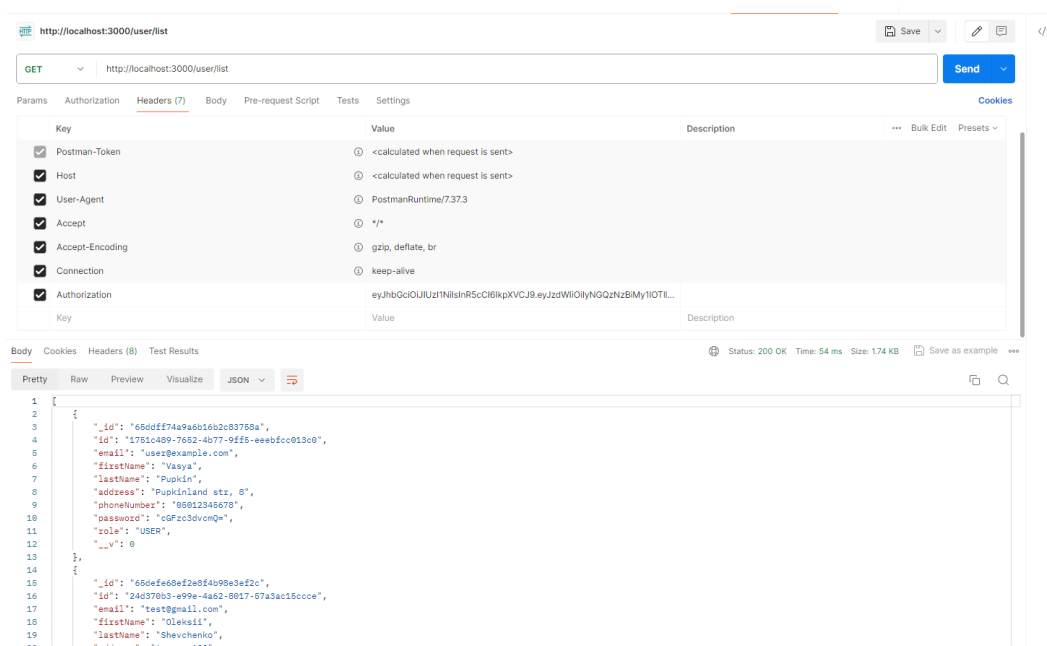 HTTP http://localhost:3000/user/list Save
GET http://localhost:3000/user/list Send
Params Authorization Headers (7) Body Pre-request Script Tests Settings Cookies
Key Value Description ••• Bulk Edit Presets
Postman-Token <calculated when request is sent>
Host <calculated when request is sent>
User-Agent PostmanRuntime/7.37.3
Accept */*
Accept-Encoding gzip, deflate, br
Connection keep-alive
Authorization
Key Value Description
Body Cookies Headers (8) Test Results Status: 200 OK Time: 54 ms Size: 1.74 KB Save as example
Pretty Raw Preview Visualize JSON
1 [
2 {
3 "_id": "65ddff74a9a6b16b2c83758a",
4 "id": "1751c489-7652-4b77-9ff5-eeebfcc013c0",
5 "email": "user@example.com",
6 "firstName": "Vasya",
7 "lastName": "Pupkin",
8 "address": "Pupkinland str, 8",
9 "phoneNumber": "05012345678",
10 "password": "cGFzc3dvcmQ=",
11 "role": "USER",
12 "__v": 0
13 },
14 {
15 "_id": "65defe68ef2e8f4b98e3ef2c",
16 "id": "24d370b3-e99e-4a62-8017-57a3ac15ccce",
17 "email": "test@gmail.com",
18 "firstName": "Oleksii",
19 "lastName": "Shevchenko",